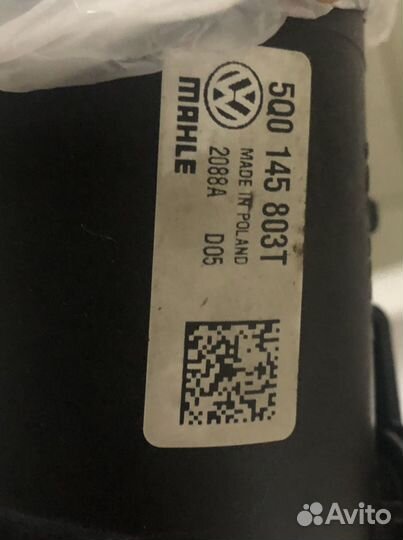 5Q0 145 803T
MADE IN POLAND
2088A D05
MAHLE
Avito